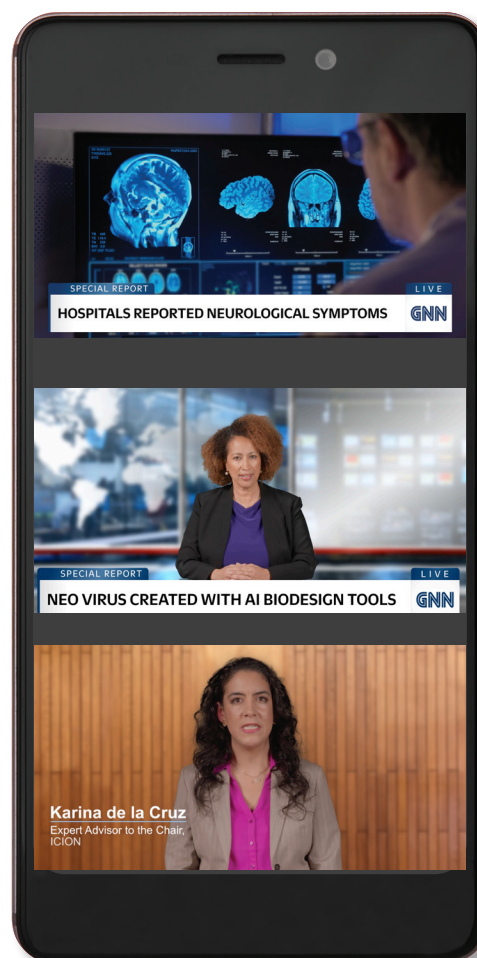 SPECIAL REPORT
LIVE
HOSPITALS REPORTED NEUROLOGICAL SYMPTOMS
GNN
SPECIAL REPORT
LIVE
NEO VIRUS CREATED WITH AI BIODESIGN TOOLS
GNN
Karina de la Cruz
Expert Advisor to the Chair,
ICION